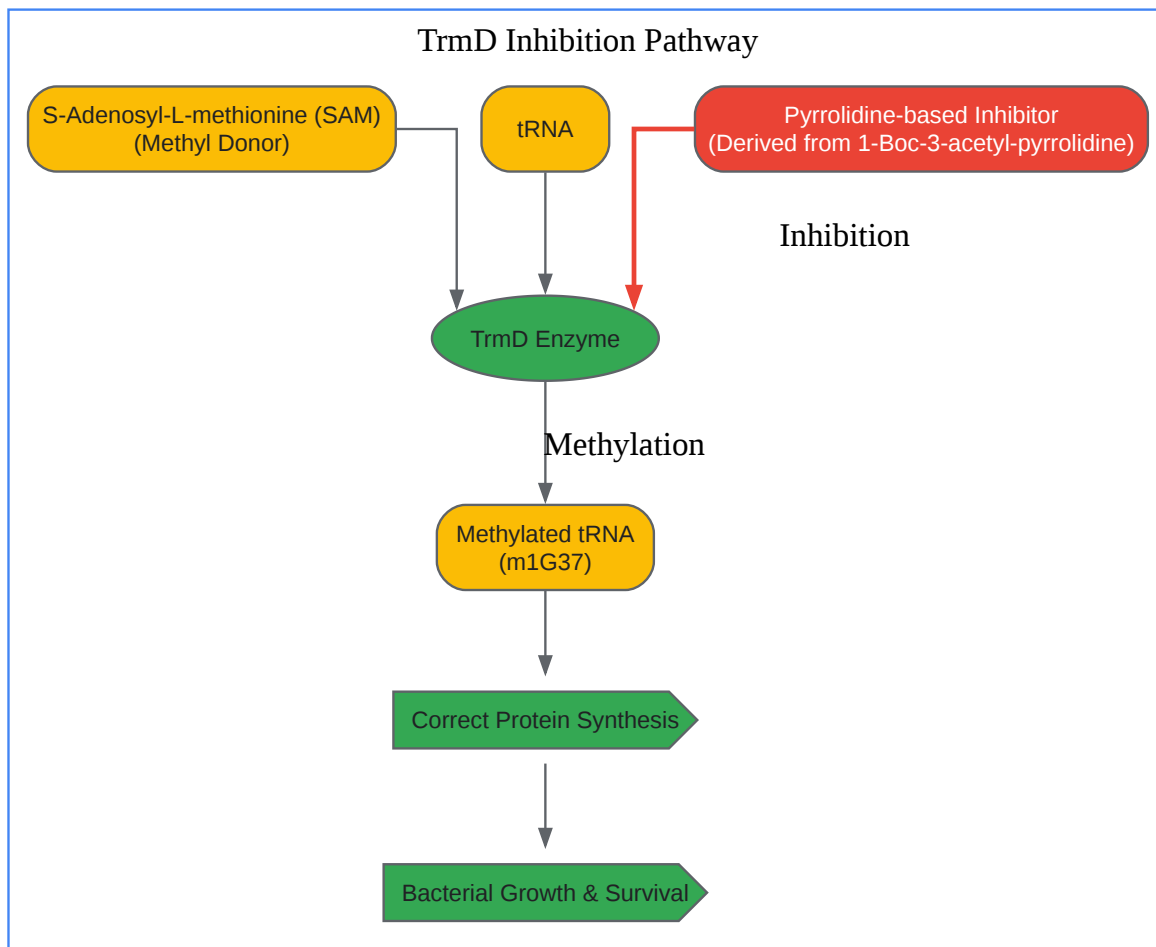 TrmD Inhibition Pathway
S-Adenosyl-L-methionine (SAM)
(Methyl Donor)
tRNA
Pyrrolidine-based Inhibitor
(Derived from 1-Boc-3-acetyl-pyrrolidine)
Inhibition
TrmD Enzyme
Methylation
Methylated tRNA
(m1G37)
Correct Protein Synthesis
Bacterial Growth & Survival